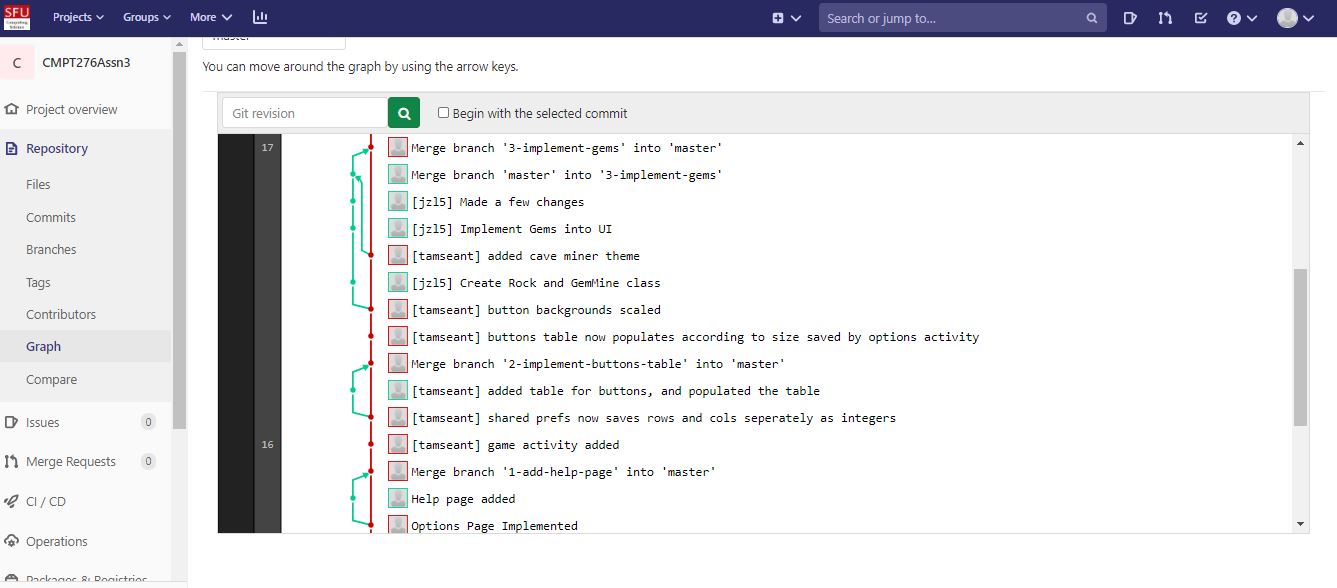 SFU
Projects
Groups
More
Search or jump to...
C
CMPT276Assn3
master
You can move around the graph by using the arrow keys.
Project overview
Git revision
Begin with the selected commit
Repository
Files
Commits
Branches
Tags
Contributors
Graph
Compare
Issues 0
Merge Requests 0
CI / CD
Operations
Packages & Registries
17
Merge branch '3-implement-gems' into 'master'
Merge branch 'master' into '3-implement-gems'
[jzl5] Made a few changes
[jzl5] Implement Gems into UI
[tamseant] added cave miner theme
[jzl5] Create Rock and GemMine class
[tamseant] button backgrounds scaled
[tamseant] buttons table now populates according to size saved by options activity
Merge branch '2-implement-buttons-table' into 'master'
[tamseant] added table for buttons, and populated the table
[tamseant] shared prefs now saves rows and cols seperately as integers
16
[tamseant] game activity added
Merge branch '1-add-help-page' into 'master'
Help page added
Options Page Implemented